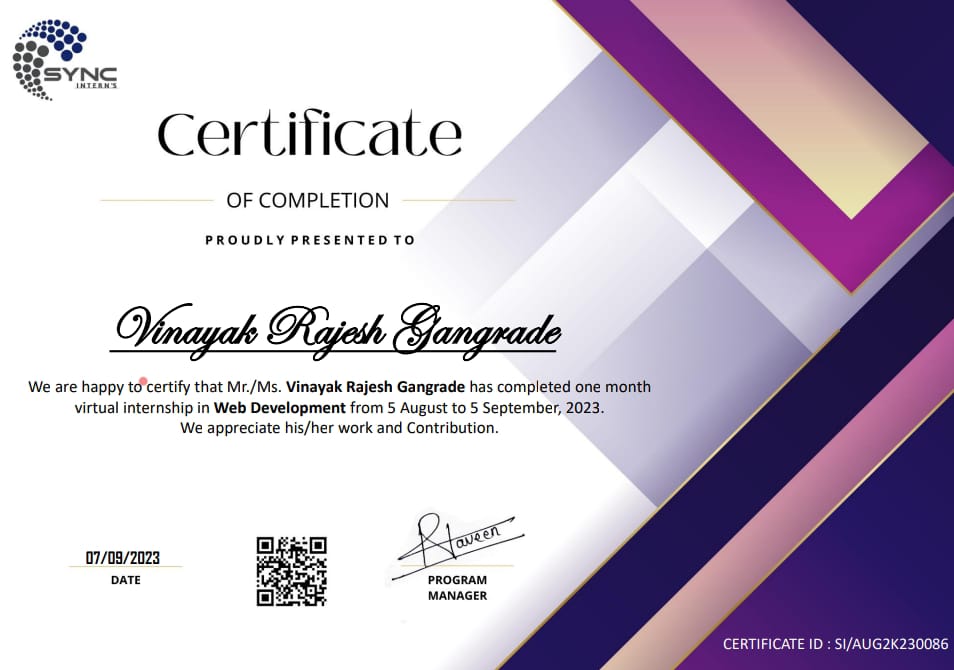 SYNC
INTERN'S
Certificate
OF COMPLETION
PROUDLY PRESENTED TO
Vinayak Rajesh Gangrade
We are happy to certify that Mr./Ms. Vinayak Rajesh Gangrade has completed one month
virtual internship in Web Development from 5 August to 5 September, 2023.
We appreciate his/her work and Contribution.
07/09/2023
DATE
PROGRAM
MANAGER
CERTIFICATE ID : SI/AUG2K230086